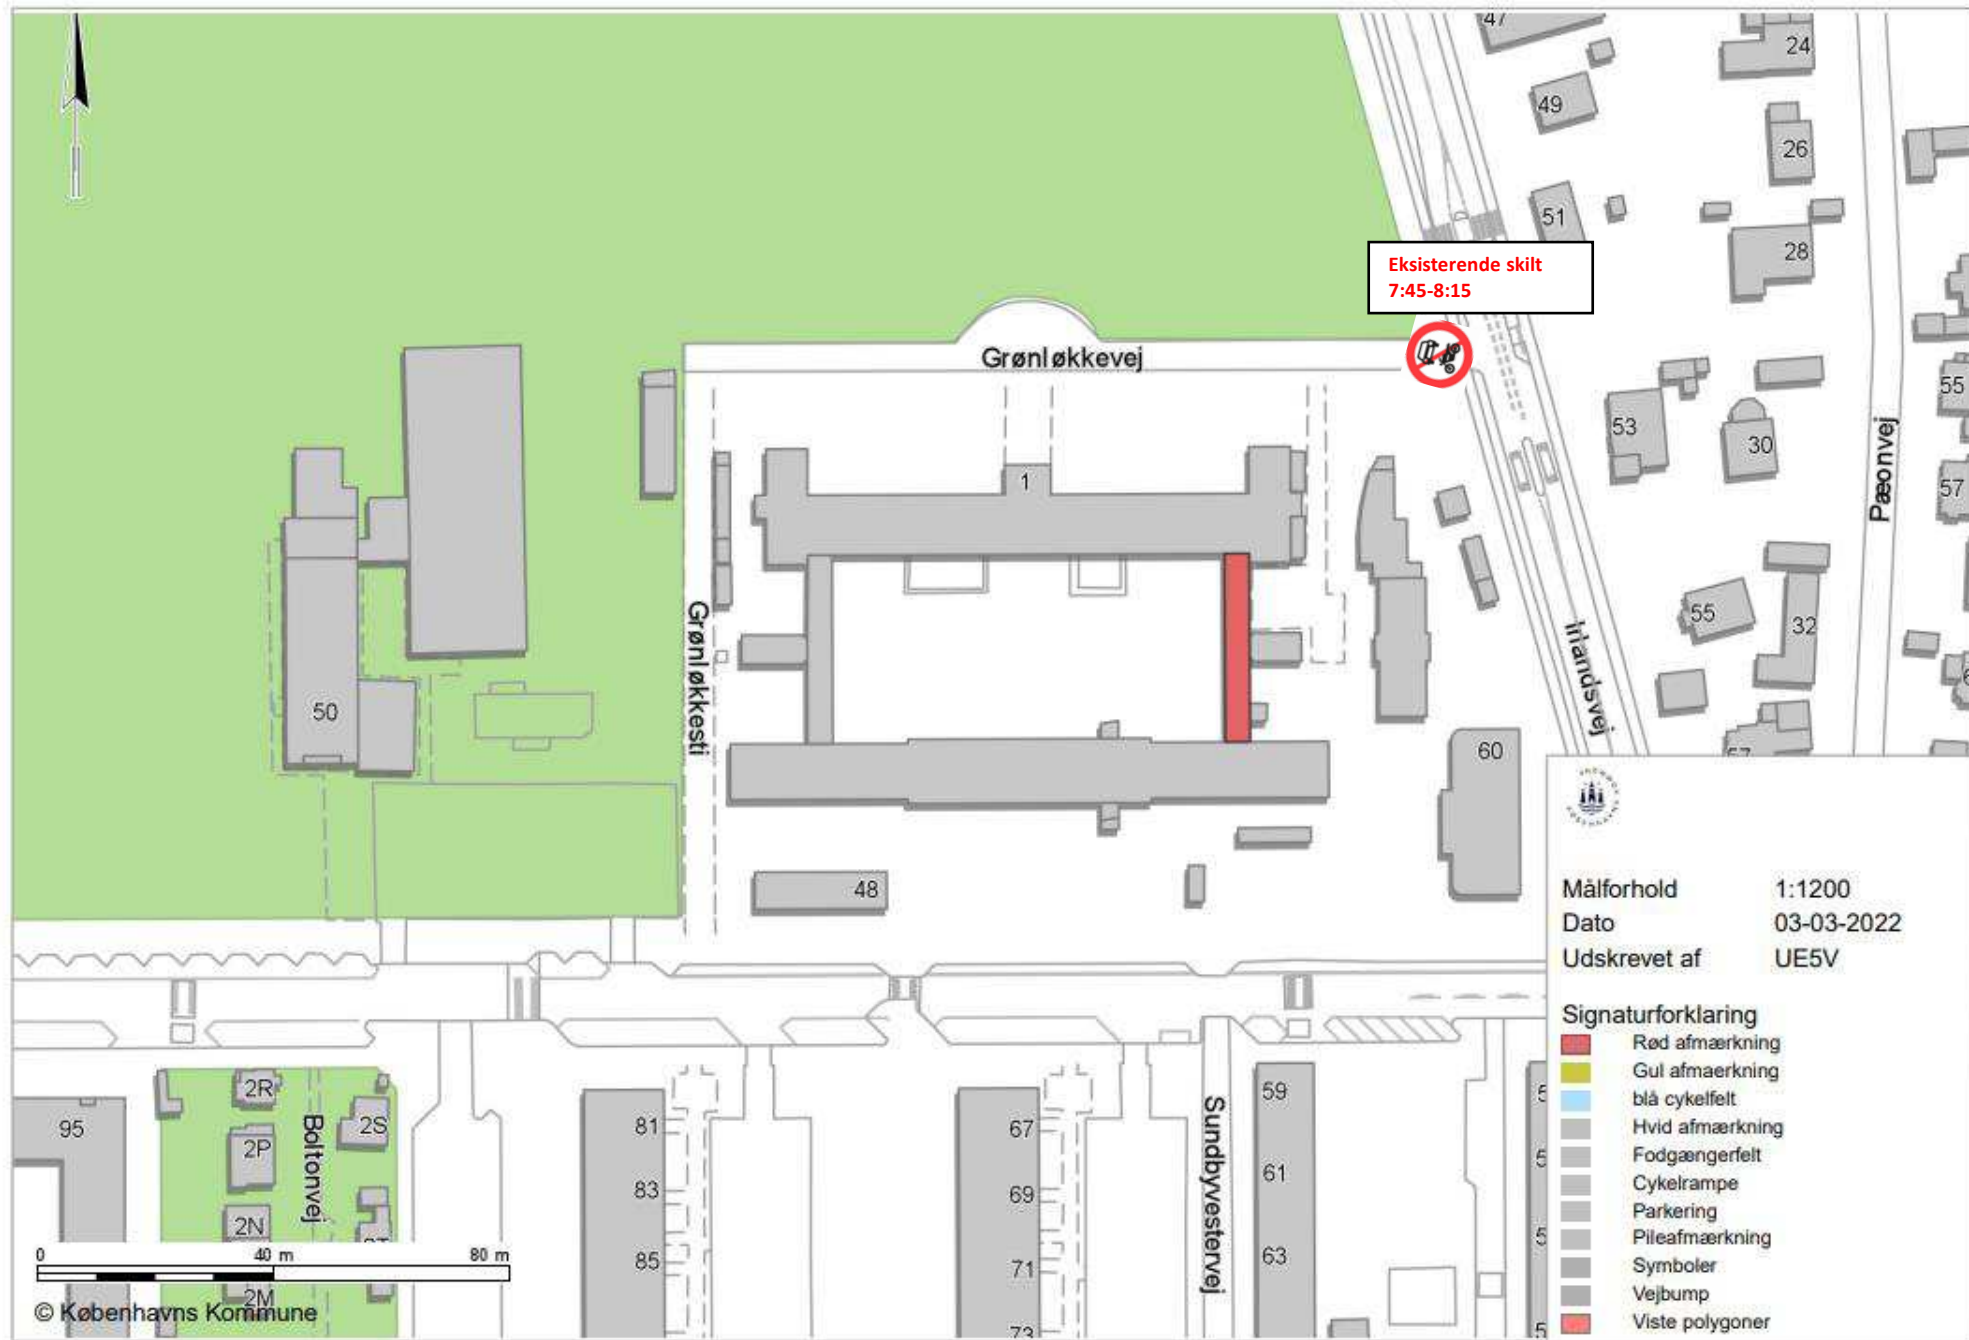 47
24
49
26
51
28
Eksisterende skilt
7:45-8:15
Grønløkkevej
55
53
30
Pæonvej
57
1
Grønløkkesti
Irlandsvej
55
32
50
60
57
48
Målforhold 1:1200
Dato 03-03-2022
Udskrevet af UE5V
Signaturforklaring
Rød afmærkning
Gul afmaerkning
blå cykelfelt
Hvid afmærkning
Fodgængerfelt
Cykelrampe
Parkering
Pileafmærkning
Symboler
Vejbump
Viste polygoner
95
2R
2P
2S
2N
2M
Boltonvej
81
83
85
67
69
71
73
Sundbyvestervej
59
61
63
0 40 m 80 m
© Københavns Kommune